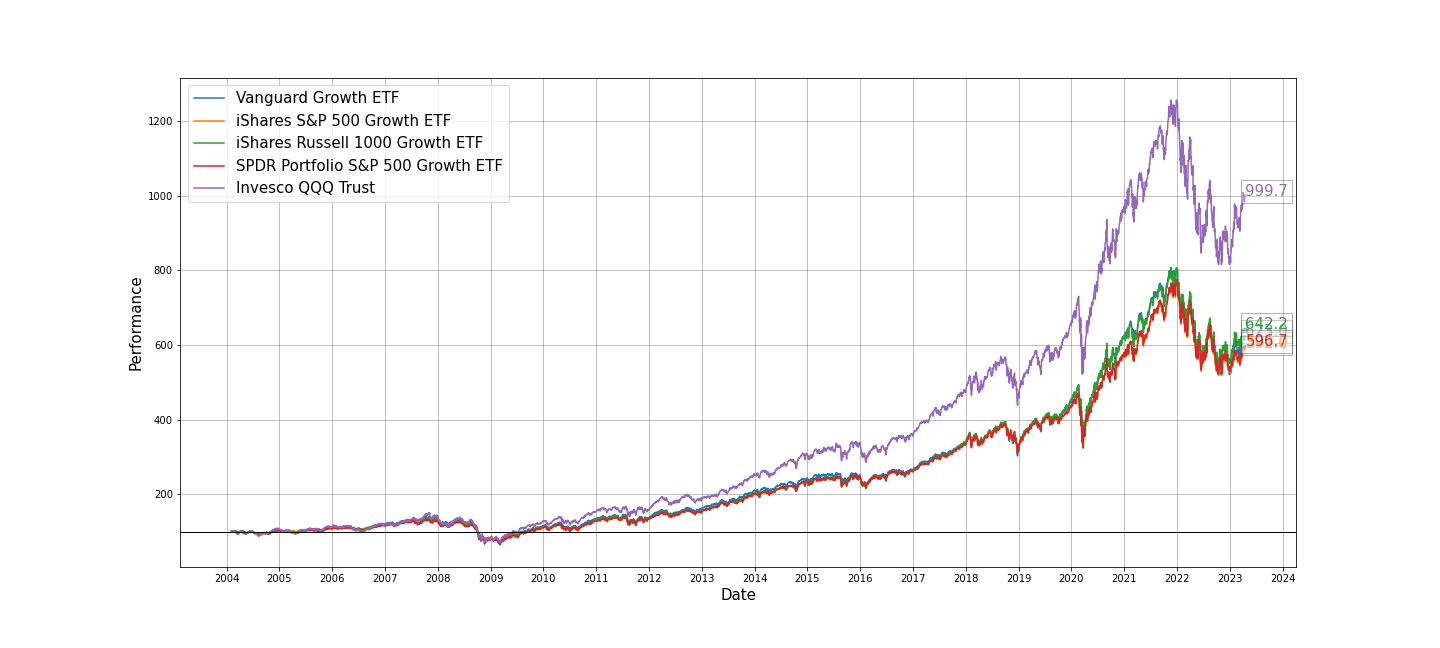 Vanguard Growth ETF
iShares S&P 500 Growth ETF
iShares Russell 1000 Growth ETF
SPDR Portfolio S&P 500 Growth ETF
Invesco QQQ Trust
1200
1000
800
600
400
200
Performance
999.7
642.2
596.7
2004 2005 2006 2007 2008 2009 2010 2011 2012 2013 2014 2015 2016 2017 2018 2019 2020 2021 2022 2023 2024
Date